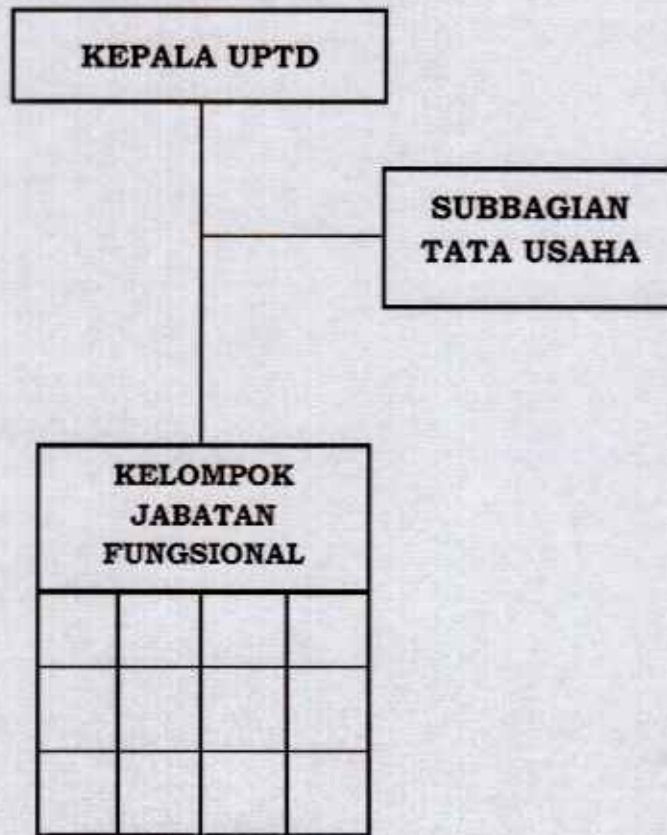 KEPALA UPTD
SUBBAGIAN
TATA USAHA
KELOMPOK
JABATAN
FUNGSIONAL